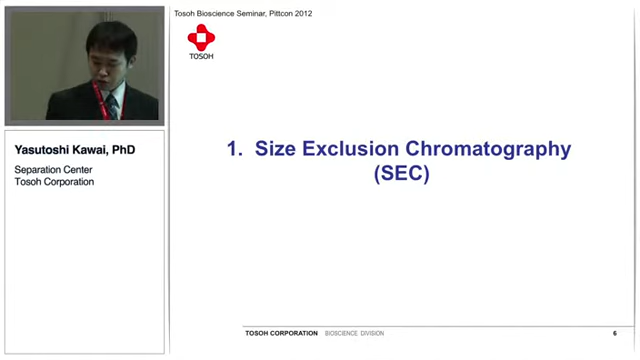 Tosoh Bioscience Seminar, Pittcon 2012
TOSOH
Yasutoshi Kawai, PhD
Separation Center
Tosoh Corporation
1. Size Exclusion Chromatography
(SEC)
TOSOH CORPORATION BIOSCIENCE DIVISION
6